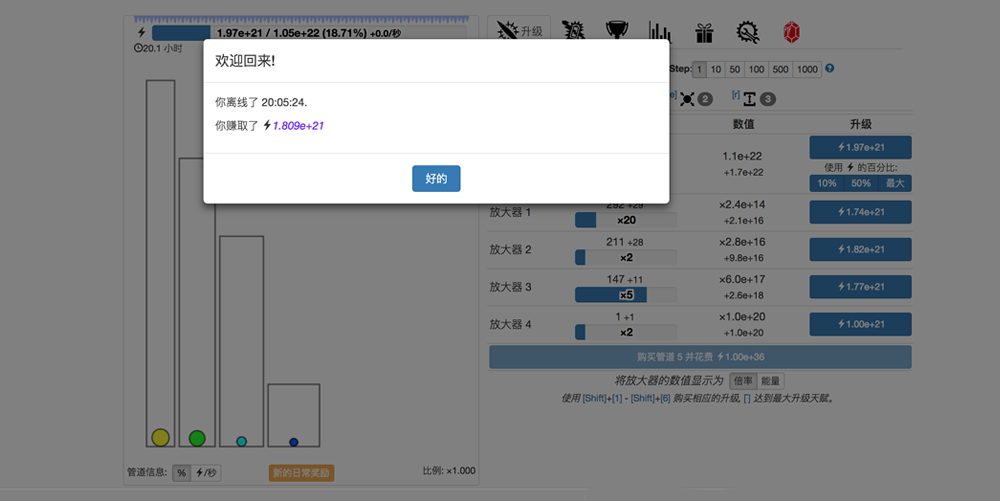 1.97e+21 / 1.05e+22 (18.71%) +0.0/秒
20.1 小时
升级
欢迎回来!
Step: 1 10 50 100 500 1000
你离线了 20:05:24.
e] 2 [r] 3
你赚取了 1.809e+21
数值 升级
1.1e+22 1.97e+21
+1.7e+22 使用 的百分比:
好的
10% 50% 最大
放大器 1 292 +29 ×2.4e+14 1.74e+21
×20 +2.1e+16
放大器 2 211 +28 ×2.8e+16 1.82e+21
×2 +9.8e+16
放大器 3 147 +11 ×6.0e+17 1.77e+21
×5 +2.6e+18
放大器 4 1 +1 ×1.0e+20 1.00e+21
×2 +1.0e+20
购买管道 5 并花费 1.00e+36
将放大器的数值显示为 倍率 能量
使用 [Shift]+[1] - [Shift]+[6] 购买相应的升级, [`] 达到最大升级天赋。
管道信息: % /秒 新的日常奖励 比例: ×1.000